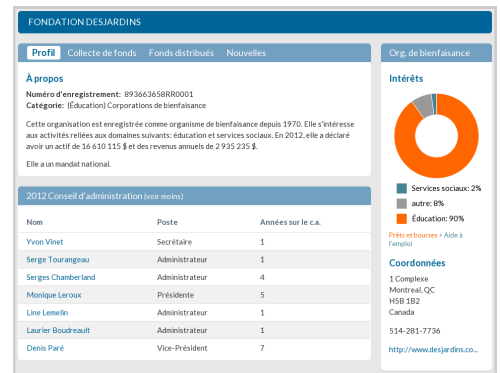 FONDATION DESJARDINS
Profil Collecte de fonds Fonds distribués Nouvelles
À propos
Numéro d'enregistrement: 893663658RR0001
Catégorie: (Éducation) Corporations de bienfaisance
Cette organisation est enregistrée comme organisme de bienfaisance depuis 1970. Elle s'intéresse
aux activités reliées aux domaines suivants: éducation et services sociaux. En 2012, elle a déclaré
avoir un actif de 16 610 115 $ et des revenus annuels de 2 935 235 $.
Elle a un mandat national.
2012 Conseil d'administration (voir moins)
Nom Poste Années sur le c.a.
Yvon Vinet Secrétaire 1
Serge Tourangeau Administrateur 1
Serges Chamberland Administrateur 4
Monique Leroux Présidente 5
Line Lemelin Administrateur 1
Laurier Boudreault Administrateur 1
Denis Paré Vice-Président 7
Org. de bienfaisance
Intérêts
Services sociaux: 2%
autre: 8%
Éducation: 90%
Prêts et bourses • Aide à
l'emploi
Coordonnées
1 Complexe
Montreal, QC
H5B 1B2
Canada
514-281-7736
http://www.desjardins.co...